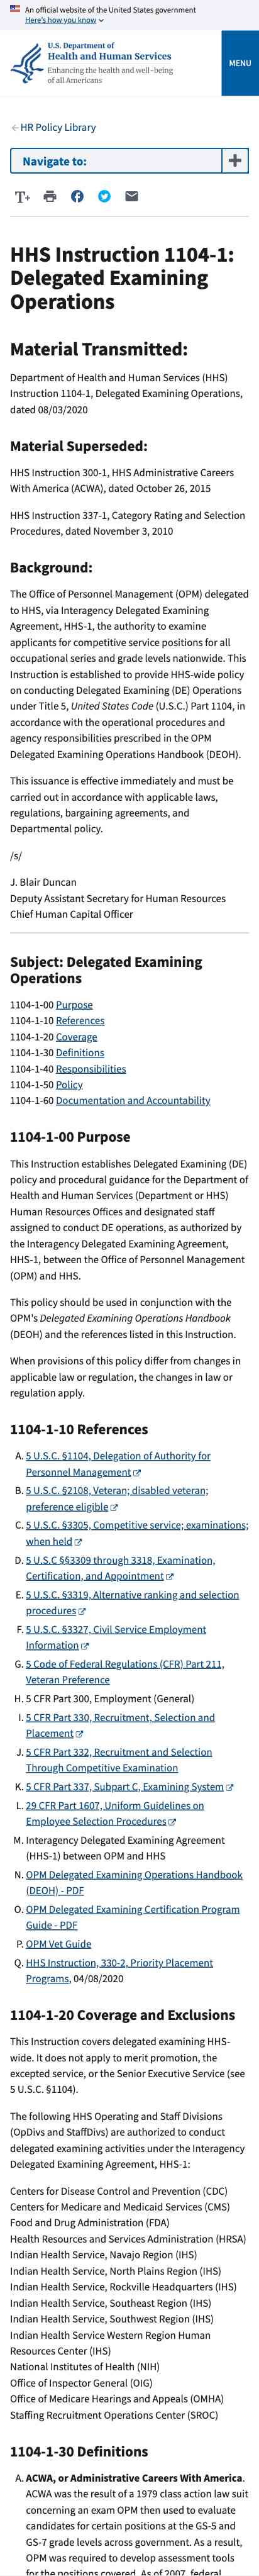 An official website of the United States government
Here's how you know
U.S. Department of
Health and Human Services
Enhancing the health and well-being
of all Americans
MENU
HR Policy Library
Navigate to:
T+
HHS Instruction 1104-1:
Delegated Examining
Operations
Material Transmitted:
Department of Health and Human Services (HHS)
Instruction 1104-1, Delegated Examining Operations,
dated 08/03/2020
Material Superseded:
HHS Instruction 300-1, HHS Administrative Careers
With America (ACWA), dated October 26, 2015
HHS Instruction 337-1, Category Rating and Selection
Procedures, dated November 3, 2010
Background:
The Office of Personnel Management (OPM) delegated
to HHS, via Interagency Delegated Examining
Agreement, HHS-1, the authority to examine
applicants for competitive service positions for all
occupational series and grade levels nationwide. This
Instruction is established to provide HHS-wide policy
on conducting Delegated Examining (DE) Operations
under Title 5, United States Code (U.S.C.) Part 1104, in
accordance with the operational procedures and
agency responsibilities prescribed in the OPM
Delegated Examining Operations Handbook (DEOH).
This issuance is effective immediately and must be
carried out in accordance with applicable laws,
regulations, bargaining agreements, and
Departmental policy.
/s/
J. Blair Duncan
Deputy Assistant Secretary for Human Resources
Chief Human Capital Officer
Subject: Delegated Examining
Operations
1104-1-00 Purpose
1104-1-10 References
1104-1-20 Coverage
1104-1-30 Definitions
1104-1-40 Responsibilities
1104-1-50 Policy
1104-1-60 Documentation and Accountability
1104-1-00 Purpose
This Instruction establishes Delegated Examining (DE)
policy and procedural guidance for the Department of
Health and Human Services (Department or HHS)
Human Resources Offices and designated staff
assigned to conduct DE operations, as authorized by
the Interagency Delegated Examining Agreement,
HHS-1, between the Office of Personnel Management
(OPM) and HHS.
This policy should be used in conjunction with the
OPM's Delegated Examining Operations Handbook
(DEOH) and the references listed in this Instruction.
When provisions of this policy differ from changes in
applicable law or regulation, the changes in law or
regulation apply.
1104-1-10 References
A. 5 U.S.C. §1104, Delegation of Authority for
Personnel Management
B. 5 U.S.C. §2108, Veteran; disabled veteran;
preference eligible
C. 5 U.S.C. §3305, Competitive service; examinations;
when held
D. 5 U.S.C §§3309 through 3318, Examination,
Certification, and Appointment
E. 5 U.S.C. §3319, Alternative ranking and selection
procedures
F. 5 U.S.C. §3327, Civil Service Employment
Information
G. 5 Code of Federal Regulations (CFR) Part 211,
Veteran Preference
H. 5 CFR Part 300, Employment (General)
I. 5 CFR Part 330, Recruitment, Selection and
Placement
J. 5 CFR Part 332, Recruitment and Selection
Through Competitive Examination
K. 5 CFR Part 337, Subpart C, Examining System
L. 29 CFR Part 1607, Uniform Guidelines on
Employee Selection Procedures
M. Interagency Delegated Examining Agreement
(HHS-1) between OPM and HHS
N. OPM Delegated Examining Operations Handbook
(DEOH) - PDF
O. OPM Delegated Examining Certification Program
Guide - PDF
P. OPM Vet Guide
Q. HHS Instruction, 330-2, Priority Placement
Programs, 04/08/2020
1104-1-20 Coverage and Exclusions
This Instruction covers delegated examining HHS-
wide. It does not apply to merit promotion, the
excepted service, or the Senior Executive Service (see
5 U.S.C. §1104).
The following HHS Operating and Staff Divisions
(OpDivs and StaffDivs) are authorized to conduct
delegated examining activities under the Interagency
Delegated Examining Agreement, HHS-1:
Centers for Disease Control and Prevention (CDC)
Centers for Medicare and Medicaid Services (CMS)
Food and Drug Administration (FDA)
Health Resources and Services Administration (HRSA)
Indian Health Service, Navajo Region (IHS)
Indian Health Service, North Plains Region (IHS)
Indian Health Service, Rockville Headquarters (IHS)
Indian Health Service, Southeast Region (IHS)
Indian Health Service, Southwest Region (IHS)
Indian Health Service Western Region Human
Resources Center (IHS)
National Institutes of Health (NIH)
Office of Inspector General (OIG)
Office of Medicare Hearings and Appeals (OMHA)
Staffing Recruitment Operations Center (SROC)
1104-1-30 Definitions
A. ACWA, or Administrative Careers With America.
ACWA was the result of a 1979 class action law suit
concerning an exam OPM then used to evaluate
candidates for certain positions at the GS-5 and
GS-7 grade levels across government. As a result,
OPM was required to develop assessment tools
for the positions covered. As of 2007, federal